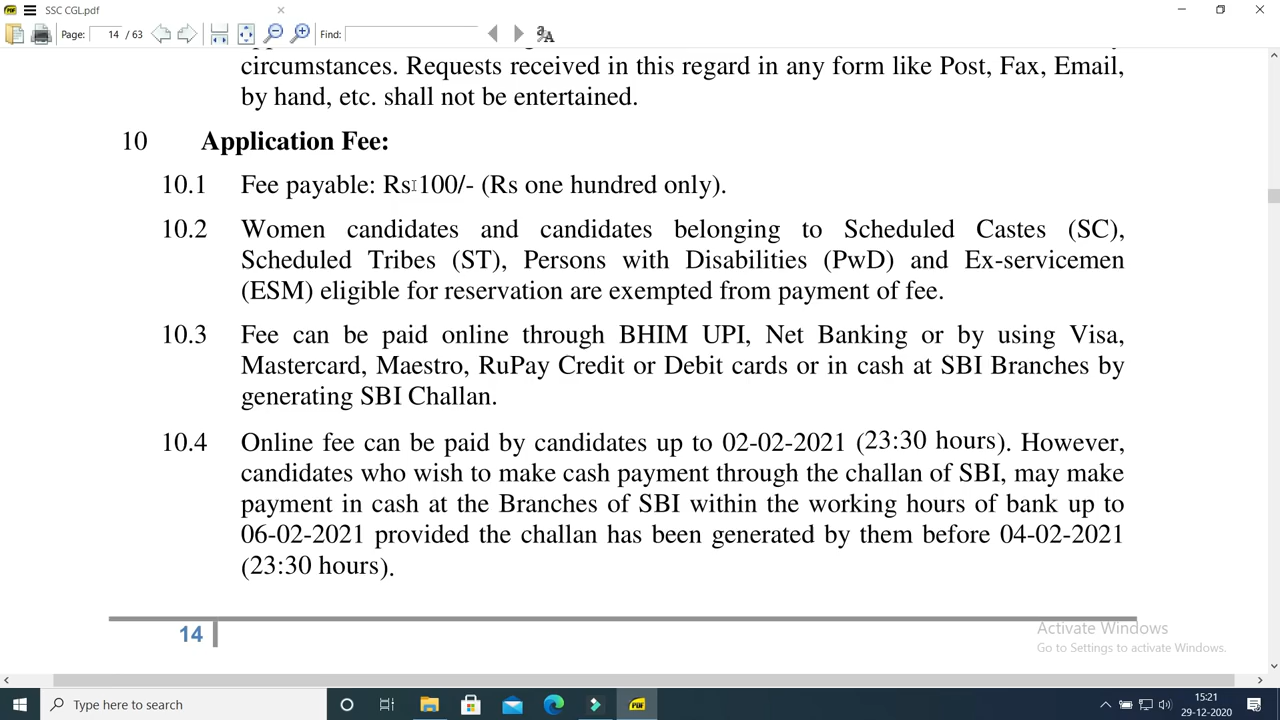 SSC CGL
Page: 14 / 63 Find:
circumstances. Requests received in this regard in any form like Post, Fax, Email,
by hand, etc. shall not be entertained.
10 Application Fee:
10.1 Fee payable: Rs 100/- (Rs one hundred only).
10.2 Women candidates and candidates belonging to Scheduled Castes (SC),
Scheduled Tribes (ST), Persons with Disabilities (PwD) and Ex-servicemen
(ESM) eligible for reservation are exempted from payment of fee.
10.3 Fee can be paid online through BHIM UPI, Net Banking or by using Visa,
Mastercard, Maestro, RuPay Credit or Debit cards or in cash at SBI Branches by
generating SBI Challan.
10.4 Online fee can be paid by candidates up to 02-02-2021 (23:30 hours). However,
candidates who wish to make cash payment through the challan of SBI, may make
payment in cash at the Branches of SBI within the working hours of bank up to
06-02-2021 provided the challan has been generated by them before 04-02-2021
(23:30 hours).
14
Activate Windows
Go to Settings to activate Windows.
Type here to search
PDF
15:21
29-12-2020